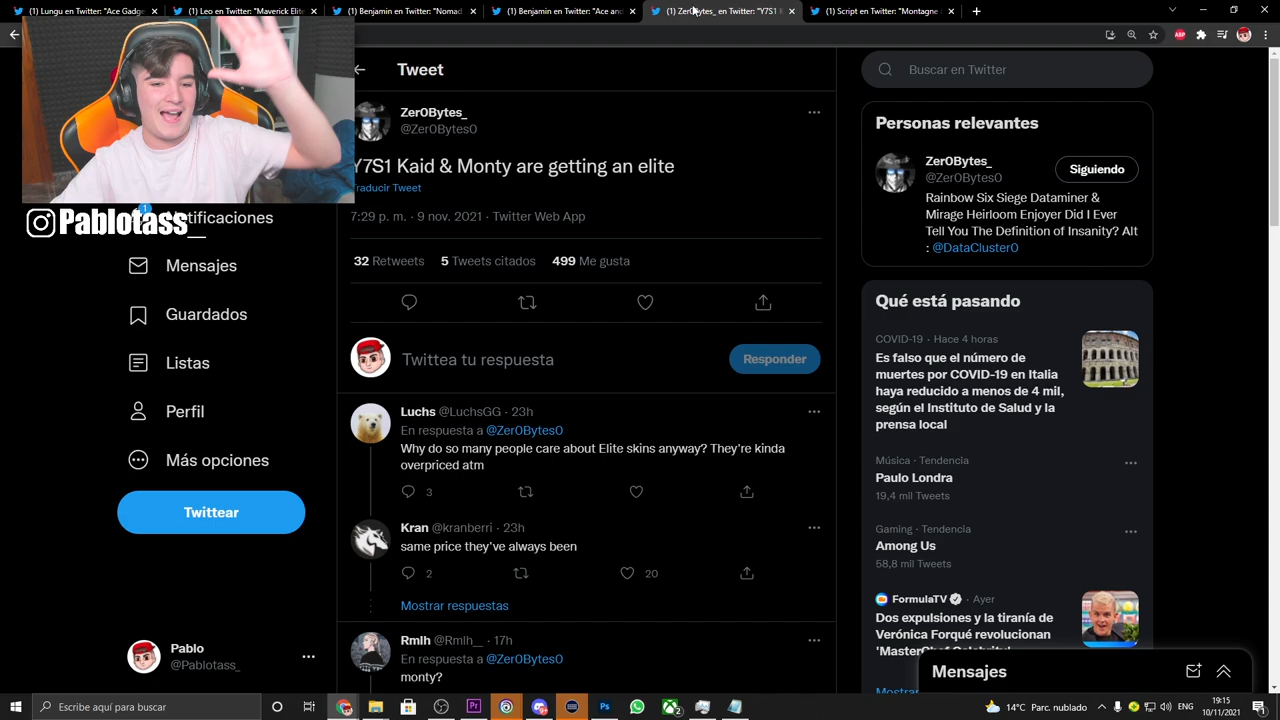 (1) Lungu en Twitter: "Ace Gadge
(1) Leo en Twitter: "Maverick Elite
(1) Benjamin en Twitter: "Nomad
(1) Benjamin en Twitter: "Ace and
(1) Zer0Bytes_ en Twitter: "Y7S1 K
(1) Script en Twitter: "Montagne
ABP
Tweet
Zer0Bytes_
@Zer0Bytes0
Y7S1 Kaid & Monty are getting an elite
Traducir Tweet
7:29 p. m. · 9 nov. 2021 · Twitter Web App
32 Retweets 5 Tweets citados 499 Me gusta
Twittea tu respuesta
Responder
Luchs @LuchsGG · 23h
En respuesta a @Zer0Bytes0
Why do so many people care about Elite skins anyway? They're kinda
overpriced atm
3
Kran @kranberri · 23h
same price they've always been
2 20
Mostrar respuestas
Rmlh @Rmlh__ · 17h
En respuesta a @Zer0Bytes0
monty?
Pablotass_
1
Notificaciones
Mensajes
Guardados
Listas
Perfil
Más opciones
Twittear
Pablo
@Pablotass_
Buscar en Twitter
Personas relevantes
Zer0Bytes_
@Zer0Bytes0
Siguiendo
Rainbow Six Siege Dataminer &
Mirage Heirloom Enjoyer Did I Ever
Tell You The Definition of Insanity? Alt
: @DataCluster0
Qué está pasando
COVID-19 · Hace 4 horas
Es falso que el número de
muertes por COVID-19 en Italia
haya reducido a menos de 4 mil,
según el Instituto de Salud y la
prensa local
Música · Tendencia
Paulo Londra
19,4 mil Tweets
Gaming · Tendencia
Among Us
58,8 mil Tweets
FormulaTV · Ayer
Dos expulsiones y la tiranía de
Verónica Forqué revolucionan
Mostrar
Mensajes
Escribe aquí para buscar
Pr
Ps
2
14°C Parc. nublado
ENG
19:15
10/11/2021